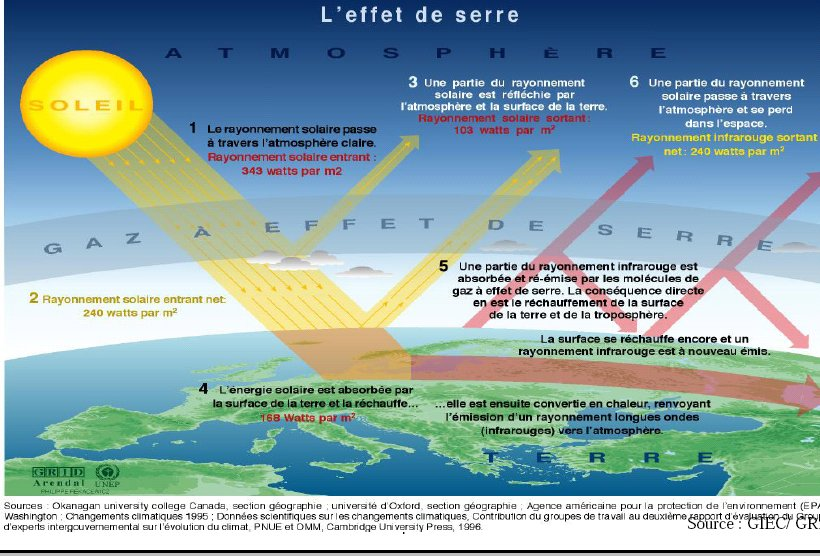 L'effet de serre
ATMOSPHÈRE
SOLEIL
1 Le rayonnement solaire passe
à travers l'atmosphère claire.
Rayonnement solaire entrant :
343 watts par m2
3 Une partie du rayonnement
solaire est réfléchie par
l'atmosphère et la surface de la terre.
Rayonnement solaire sortant :
103 watts par m²
6 Une partie du rayonnement
solaire passe à travers
l'atmosphère et se perd
dans l'espace.
Rayonnement infrarouge sortant
net : 240 watts par m²
GAZ À EFFET DE SERRE
2 Rayonnement solaire entrant net:
240 watts par m²
5 Une partie du rayonnement infrarouge est
absorbée et ré-émise par les molécules de
gaz à effet de serre. La conséquence directe
en est le réchauffement de la surface
de la terre et de la troposphère.
La surface se réchauffe encore et un
rayonnement infrarouge est à nouveau émis.
4 L'énergie solaire est absorbée par
la surface de la terre et la réchauffe...
168 Watts par m²
...elle est ensuite convertie en chaleur, renvoyant
l'émission d'un rayonnement longues ondes
(infrarouges) vers l'atmosphère.
TERRE
GRID
Arendal UNEP
PHILIPPE REKACEWICZ
Sources : Okanagan university college Canada, section géographie ; université d'Oxford, section géographie ; Agence américaine pour la protection de l'environnement (EPA
Washington ; Changements climatiques 1995 ; Données scientifiques sur les changements climatiques, Contribution du groupes de travail au deuxième rapport d'évaluation du Grou
d'experts intergouvernemental sur l'évolution du climat, PNUE et OMM, Cambridge University Press, 1996.
Source : GIEC/ GR